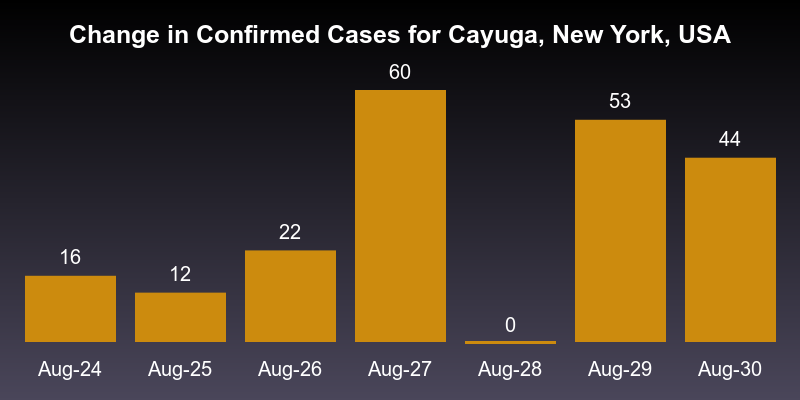 Change in Confirmed Cases for Cayuga, New York, USA
16
12
22
60
0
53
44
Aug-24
Aug-25
Aug-26
Aug-27
Aug-28
Aug-29
Aug-30